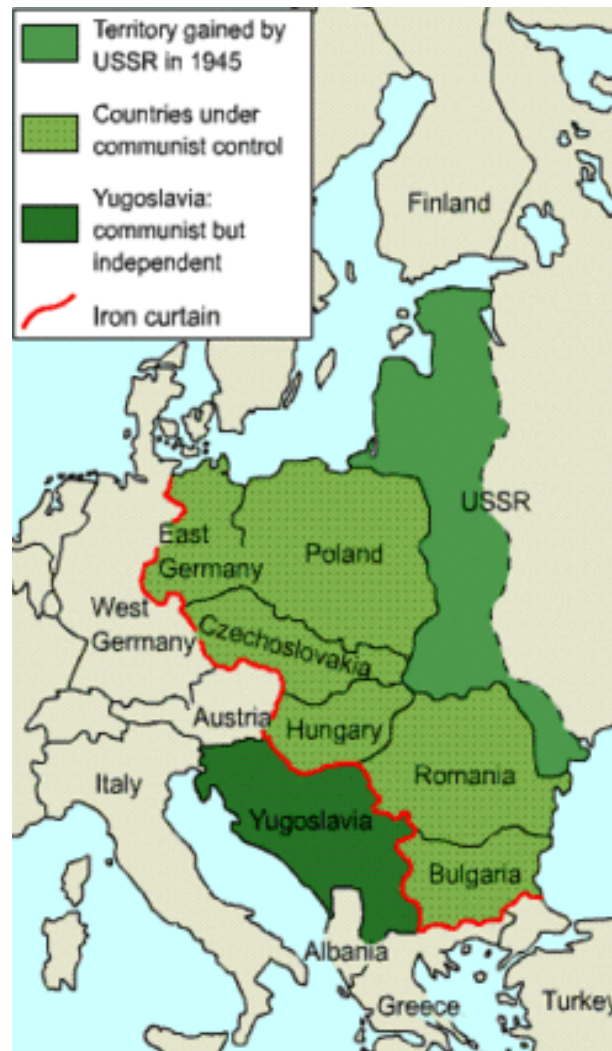 Territory gained by
USSR in 1945
Countries under
communist control
Yugoslavia:
communist but
independent
Iron curtain
Finland
USSR
East
Germany
Poland
West
Germany
Czechoslovakia
Austria
Hungary
Italy
Romania
Yugoslavia
Bulgaria
Albania
Greece
Turkey